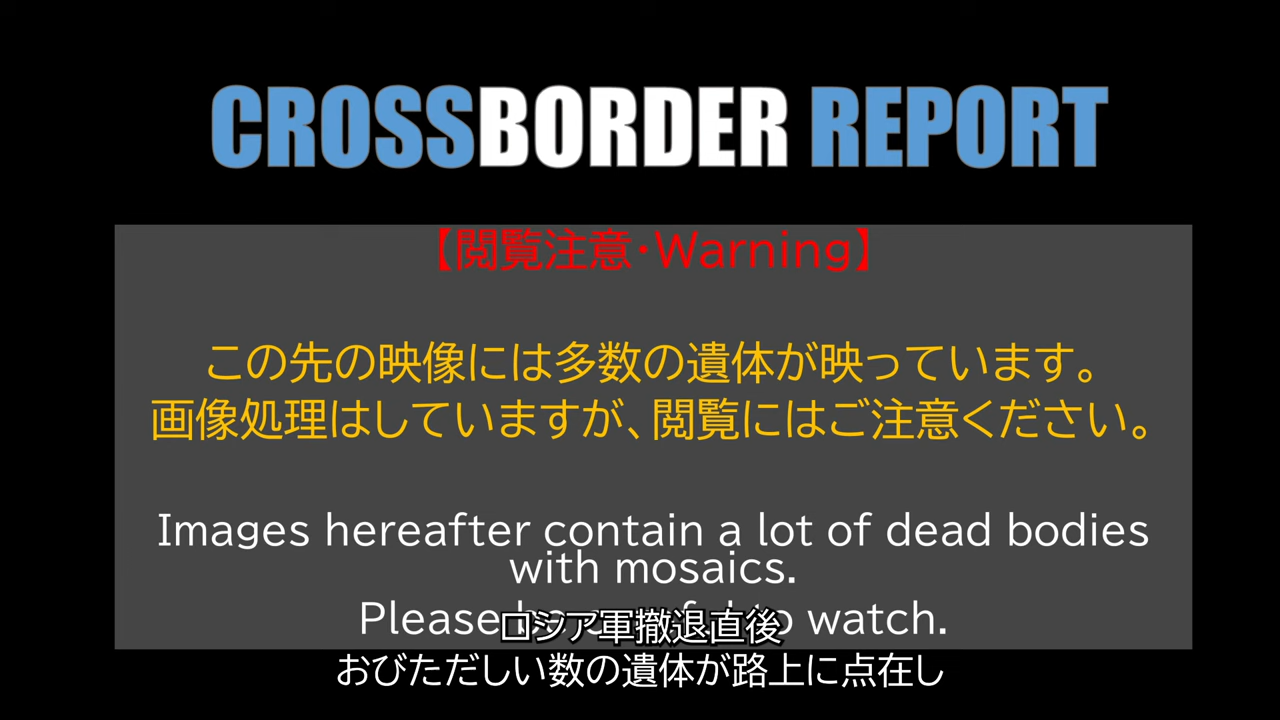 CROSSBORDER REPORT
【閲覧注意・Warning】
この先の映像には多数の遺体が映っています。
画像処理はしていますが、閲覧にはご注意ください。
Images hereafter contain a lot of dead bodies
with mosaics.
Please to watch.
ロシア軍撤退直後
おびただしい数の遺体が路上に点在し